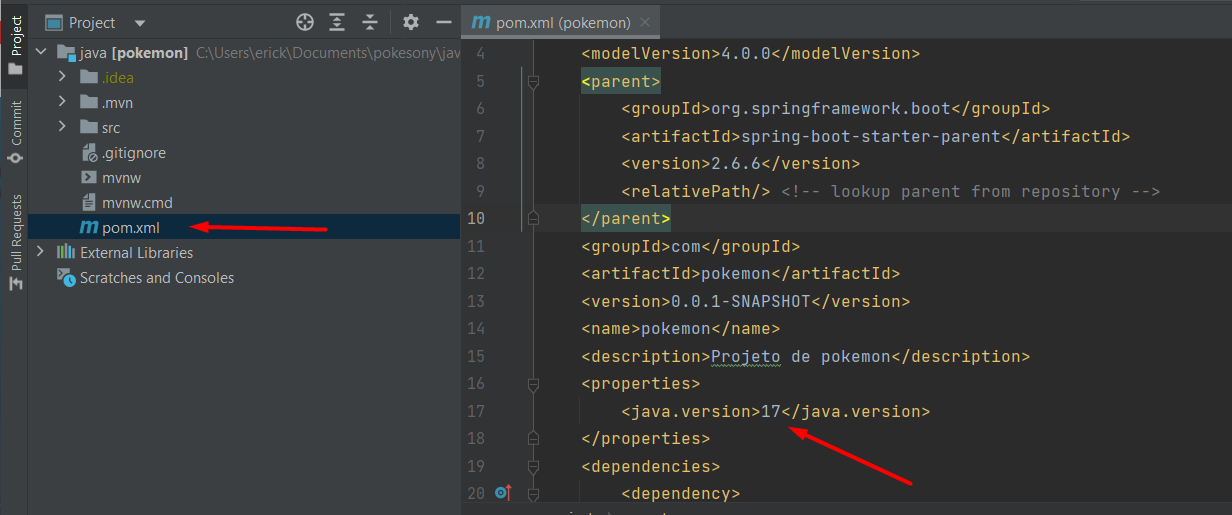 Project
Commit
Pull Requests
Project
java [pokemon] C:\Users\erick\Documents\pokesony\jav
.idea
.mvn
src
.gitignore
mvnw
mvnw.cmd
pom.xml
External Libraries
Scratches and Consoles
pom.xml (pokemon)
4 <modelVersion>4.0.0</modelVersion>
5 <parent>
6 <groupId>org.springframework.boot</groupId>
7 <artifactId>spring-boot-starter-parent</artifactId>
8 <version>2.6.6</version>
9 <relativePath/> <!-- lookup parent from repository -->
10 </parent>
11 <groupId>com</groupId>
12 <artifactId>pokemon</artifactId>
13 <version>0.0.1-SNAPSHOT</version>
14 <name>pokemon</name>
15 <description>Projeto de pokemon</description>
16 <properties>
17 <java.version>17</java.version>
18 </properties>
19 <dependencies>
20 <dependency>